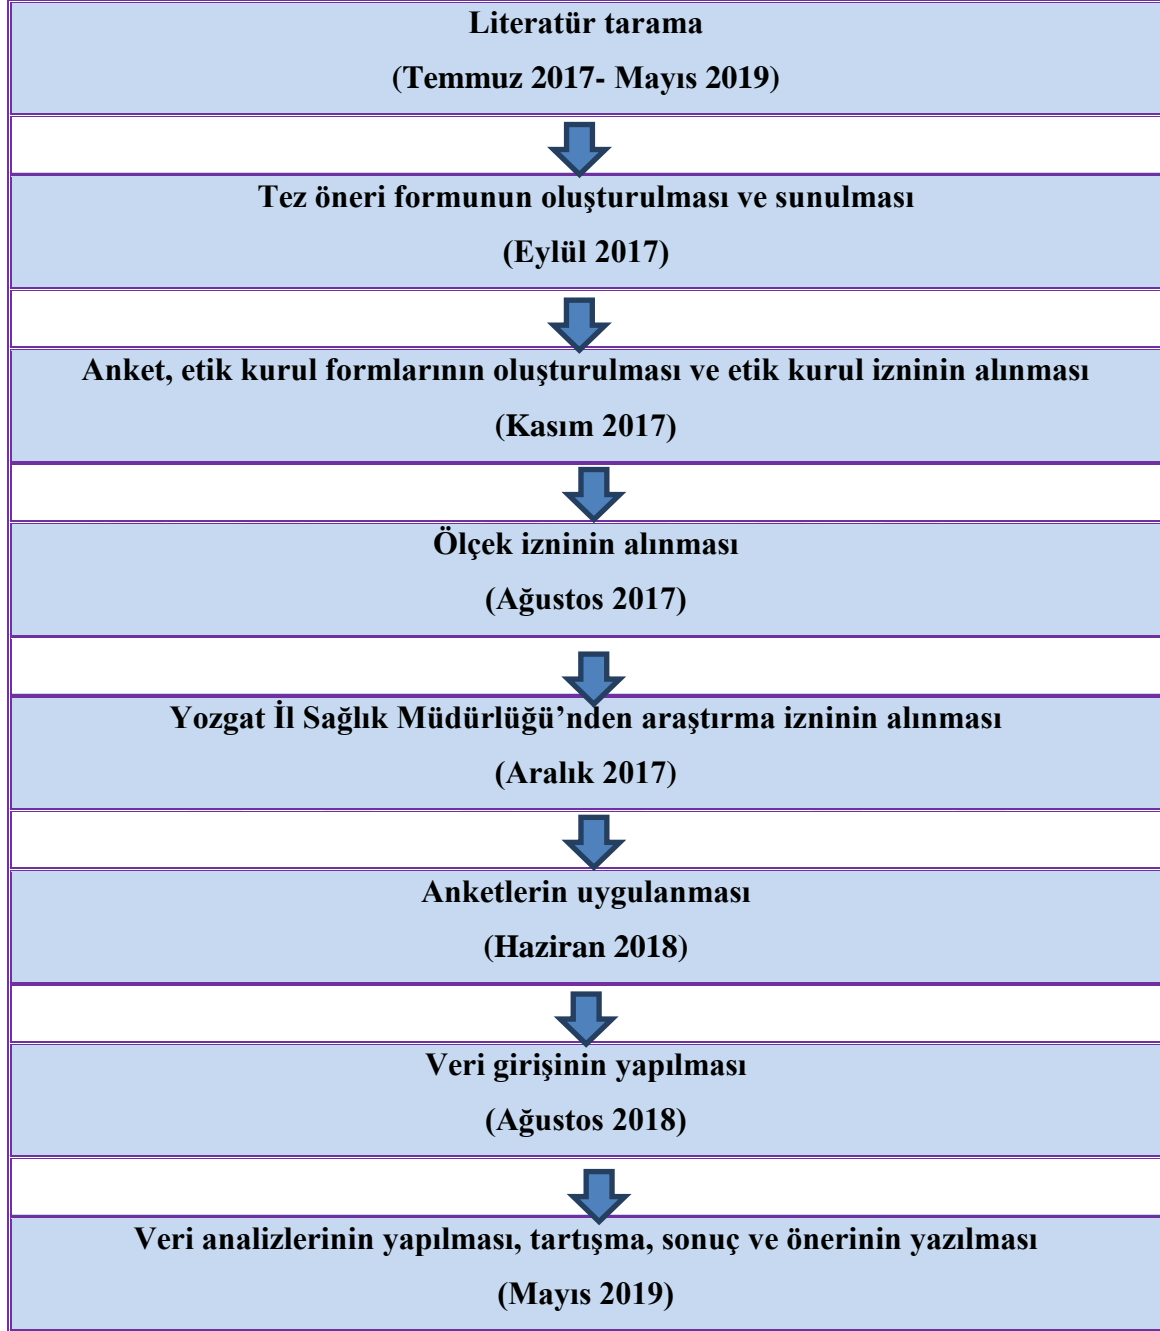 Literatür tarama
(Temmuz 2017- Mayıs 2019)
Tez öneri formunun oluşturulması ve sunulması
(Eylül 2017)
Anket, etik kurul formlarının oluşturulması ve etik kurul izninin alınması
(Kasım 2017)
Ölçek izninin alınması
(Ağustos 2017)
Yozgat İl Sağlık Müdürlüğü’nden araştırma izninin alınması
(Aralık 2017)
Anketlerin uygulanması
(Haziran 2018)
Veri girişinin yapılması
(Ağustos 2018)
Veri analizlerinin yapılması, tartışma, sonuç ve önerinin yazılması
(Mayıs 2019)